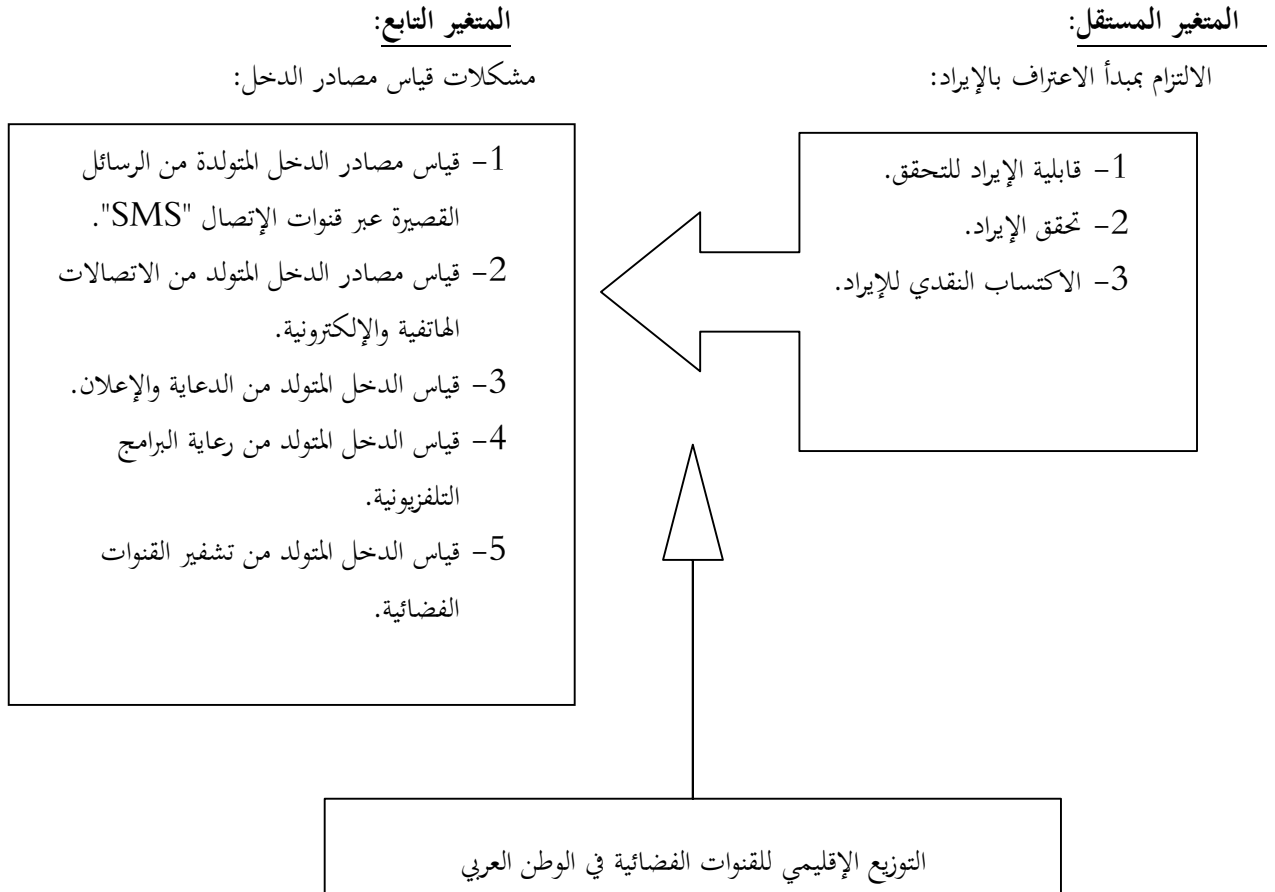 المتغير المستقل:
الالتزام بمبدأ الاعتراف بالإيراد:
1- قابلية الإيراد للتحقق.
2- تحقق الإيراد.
3- الاكتساب النقدي للإيراد.
المتغير التابع:
مشكلات قياس مصادر الدخل:
1- قياس مصادر الدخل المتولدة من الرسائل
القصيرة عبر قنوات الإتصال "SMS".
2- قياس مصادر الدخل المتولد من الاتصالات
الهاتفية والإلكترونية.
3- قياس الدخل المتولد من الدعاية والإعلان.
4- قياس الدخل المتولد من رعاية البرامج
التلفزيونية.
5- قياس الدخل المتولد من تشفير القنوات
الفضائية.
التوزيع الإقليمي للقنوات الفضائية في الوطن العربي